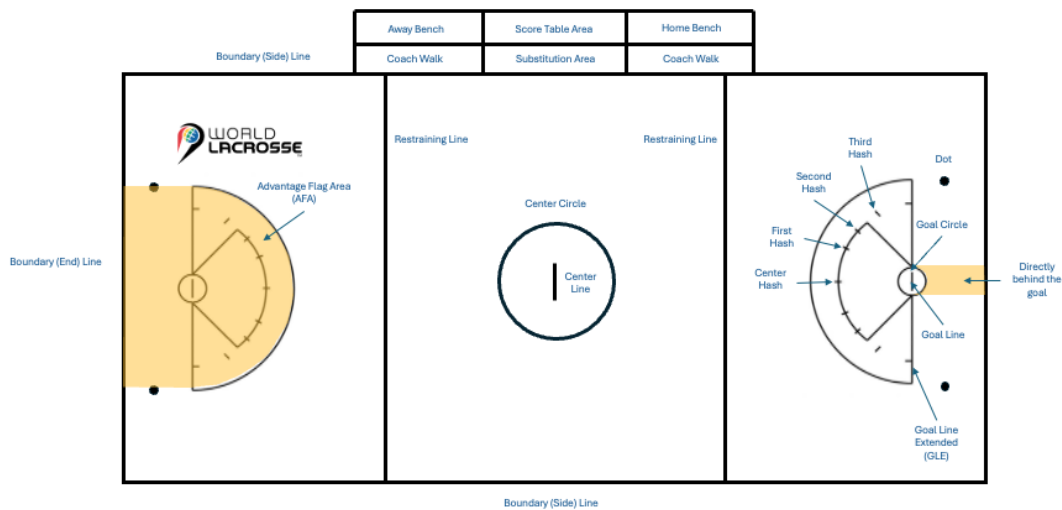 Away Bench
Score Table Area
Home Bench
Boundary (Side) Line
Coach Walk
Substitution Area
Coach Walk
WORLD
LACROSSE
Restraining Line
Restraining Line
Third
Hash
Dot
Second
Hash
Advantage Flag Area
(AFA)
Center Circle
Goal Circle
First
Hash
Boundary (End) Line
Center
Line
Center
Hash
Directly
behind the
goal
Goal Line
Goal Line
Extended
(GLE)
Boundary (Side) Line